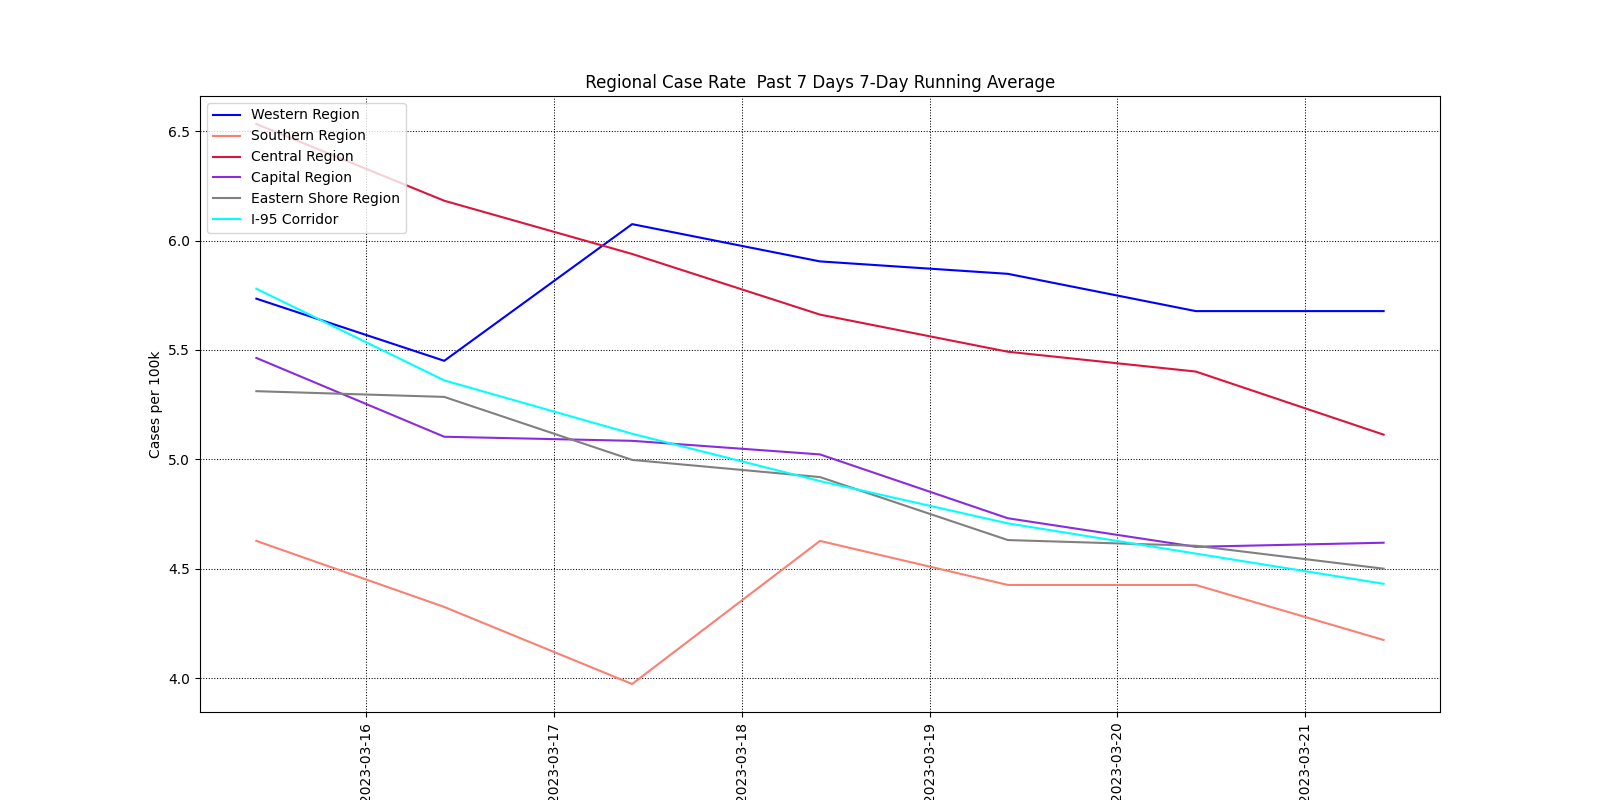 Regional Case Rate  Past 7 Days 7-Day Running Average
Western Region
Southern Region
Central Region
Capital Region
Eastern Shore Region
I-95 Corridor
Cases per 100k
6.5
6.0
5.5
5.0
4.5
4.0
2023-03-16
2023-03-17
2023-03-18
2023-03-19
2023-03-20
2023-03-21